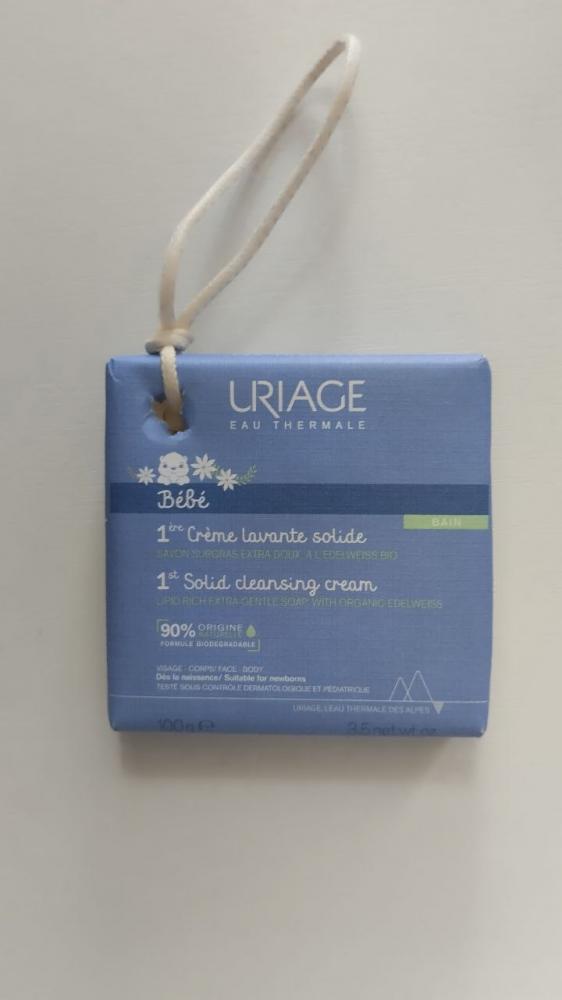 URIAGE
EAU THERMALE
Bébé
BAIN
1ère Crème lavante solide
SAVON SURGRAS EXTRA DOUX, À L'EDELWEISS BIO
1st Solid cleansing cream
LIPID RICH EXTRA-GENTLE SOAP, WITH ORGANIC EDELWEISS
90% ORIGINE
NATURELLE
FORMULE BIODEGRADABLE
VISAGE - CORPS/ FACE - BODY
Dès la naissance/ Suitable for newborns
TESTÉ SOUS CONTRÔLE DERMATOLOGIQUE ET PÉDIATRIQUE
URIAGE, L'EAU THERMALE DES ALPES
100 g ℮ 3.5 net wt. oz